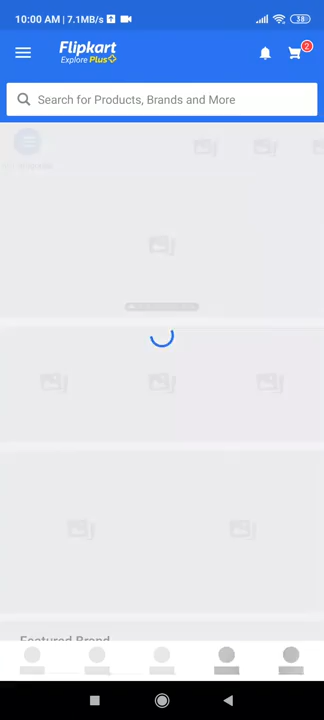 10:00 AM | 7.1MB/s
38
Flipkart
Explore Plus
2
Search for Products, Brands and More
Featured Brand